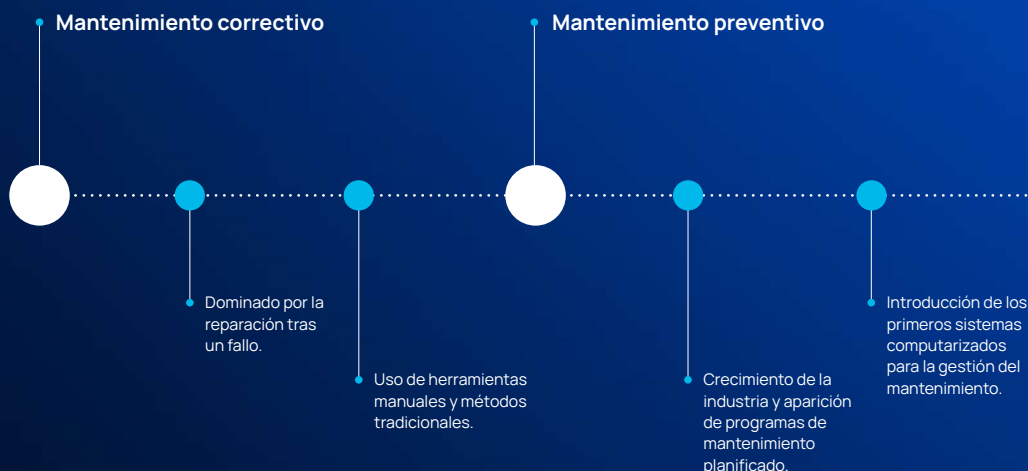 Mantenimiento correctivo
Dominado por la
reparación tras
un fallo.
Uso de herramientas
manuales y métodos
tradicionales.
Mantenimiento preventivo
Crecimiento de la
industria y aparición
de programas de
mantenimiento
planificado.
Introducción de los
primeros sistemas
computarizados
para la gestión del
mantenimiento.